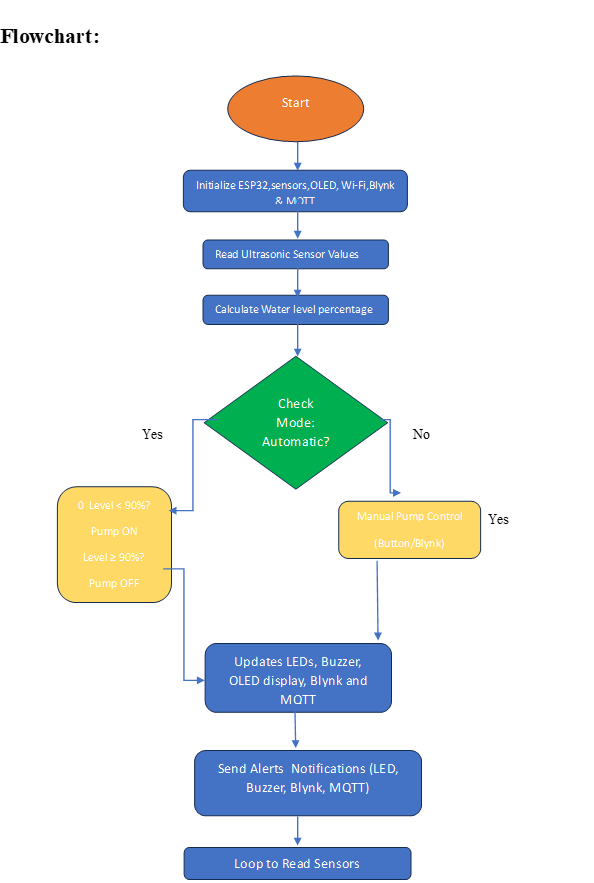 Flowchart:
Start
Initialize ESP32,sensors,OLED, Wi-Fi,Blynk
& MQTT
Read Ultrasonic Sensor Values
Calculate Water level percentage
Check
Mode:
Automatic?
Yes
No
0 Level < 90%?
Pump ON
Level ≥ 90%?
Pump OFF
Manual Pump Control
(Button/Blynk)
Yes
Updates LEDs, Buzzer,
OLED display, Blynk and
MQTT
Send Alerts Notifications (LED,
Buzzer, Blynk, MQTT)
Loop to Read Sensors